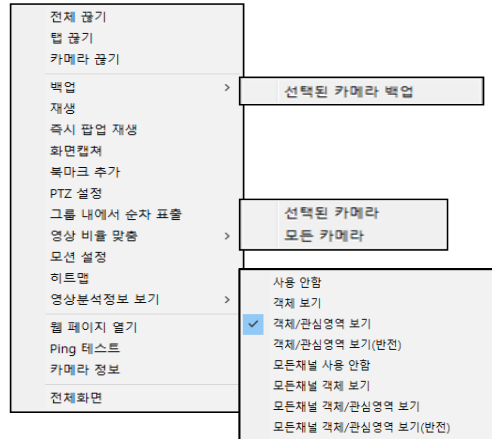 전체 끊기
탭 끊기
카메라 끊기
백업 >
선택된 카메라 백업
재생
즉시 팝업 재생
화면캡쳐
북마크 추가
PTZ 설정
그룹 내에서 순차 표출
영상 비율 맞춤 >
선택된 카메라
모든 카메라
모션 설정
히트맵
영상분석정보 보기 >
사용 안함
객체 보기
객체/관심영역 보기
객체/관심영역 보기(반전)
모든채널 사용 안함
모든채널 객체 보기
모든채널 객체/관심영역 보기
모든채널 객체/관심영역 보기(반전)
웹 페이지 열기
Ping 테스트
카메라 정보
전체화면